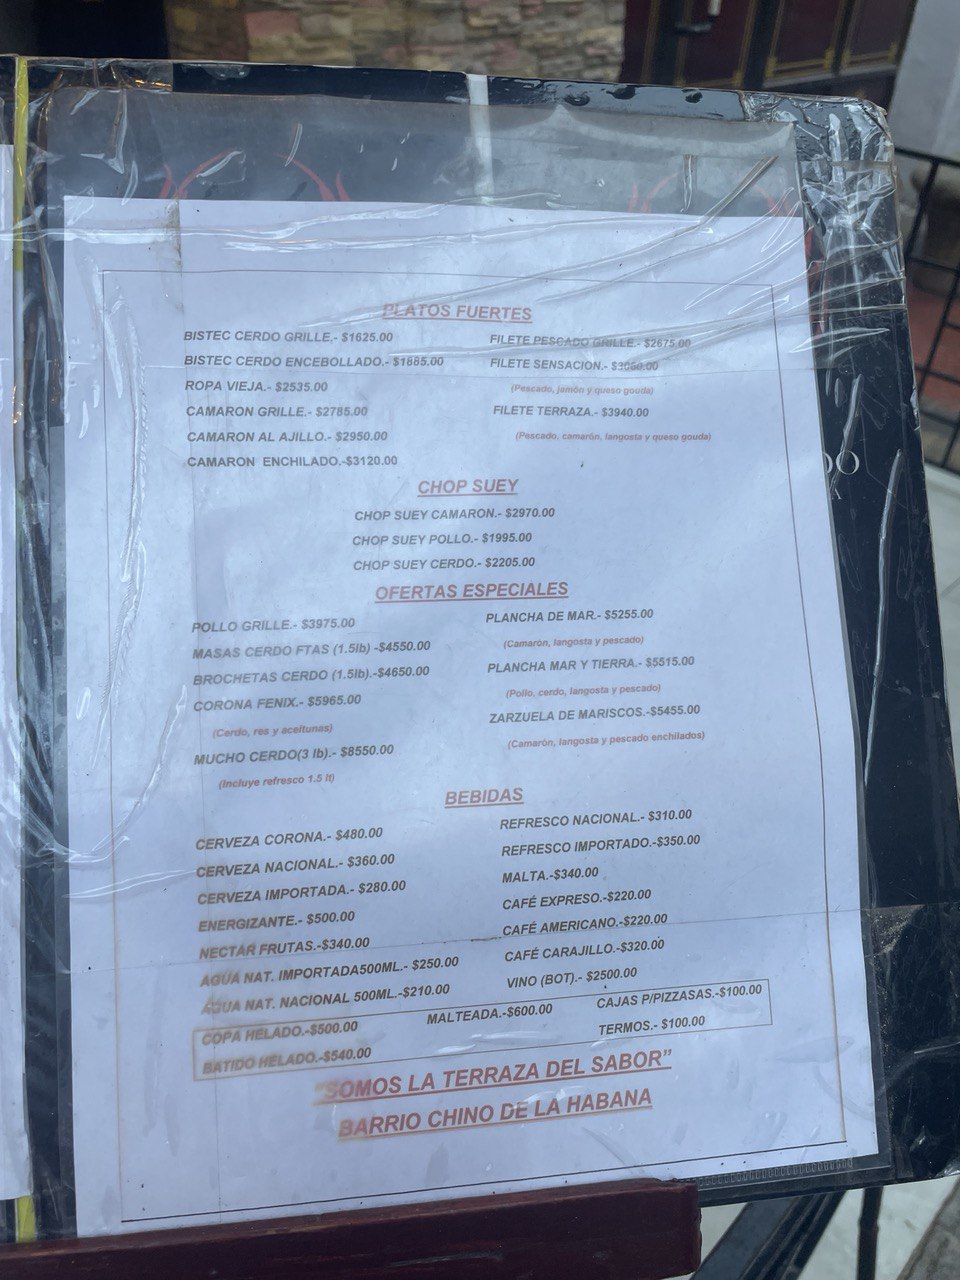 PLATOS FUERTES
BISTEC CERDO GRILLE.- $1625.00
BISTEC CERDO ENCEBOLLADO.- $1885.00
ROPA VIEJA.- $2535.00
CAMARON GRILLE.- $2785.00
CAMARON AL AJILLO.- $2950.00
CAMARON ENCHILADO.-$3120.00
FILETE PESCADO GRILLE.- $2675.00
FILETE SENSACION.-
(Pescado, jamón y queso gouda)
FILETE TERRAZA.- $3940.00
(Pescado, camarón, langosta y queso gouda)
CHOP SUEY
CHOP SUEY CAMARON.- $2970.00
CHOP SUEY POLLO.- $1995.00
CHOP SUEY CERDO.- $2205.00
OFERTAS ESPECIALES
POLLO GRILLE.- $3975.00
MASAS CERDO FTAS (1.5lb) -$4550.00
BROCHETAS CERDO (1.5lb).-$4650.00
CORONA FENIX.- $5965.00
(Cerdo, res y aceitunas)
MUCHO CERDO(3 lb).- $8550.00
(Incluye refresco 1.5 lt)
PLANCHA DE MAR.- $5255.00
(Camarón, langosta y pescado)
PLANCHA MAR Y TIERRA.- $5515.00
(Pollo, cerdo, langosta y pescado)
ZARZUELA DE MARISCOS.-$5455.00
(Camarón, langosta y pescado enchilados)
BEBIDAS
CERVEZA CORONA.- $480.00
CERVEZA NACIONAL.- $360.00
CERVEZA IMPORTADA.- $280.00
ENERGIZANTE.- $500.00
NECTAR FRUTAS.-$340.00
AGUA NAT. IMPORTADA500ML.- $250.00
AGUA NAT. NACIONAL 500ML.-$210.00
REFRESCO NACIONAL.- $310.00
REFRESCO IMPORTADO.-$350.00
MALTA.-$340.00
CAFÉ EXPRESO.-$220.00
CAFÉ AMERICANO.-$220.00
CAFÉ CARAJILLO.-$320.00
VINO (BOT).- $2500.00
COPA HELADO.-$500.00
BATIDO HELADO.-$540.00
MALTEADA.-$600.00
CAJAS P/PIZZASAS.-$100.00
TERMOS.- $100.00
"SOMOS LA TERRAZA DEL SABOR"
BARRIO CHINO DE LA HABANA